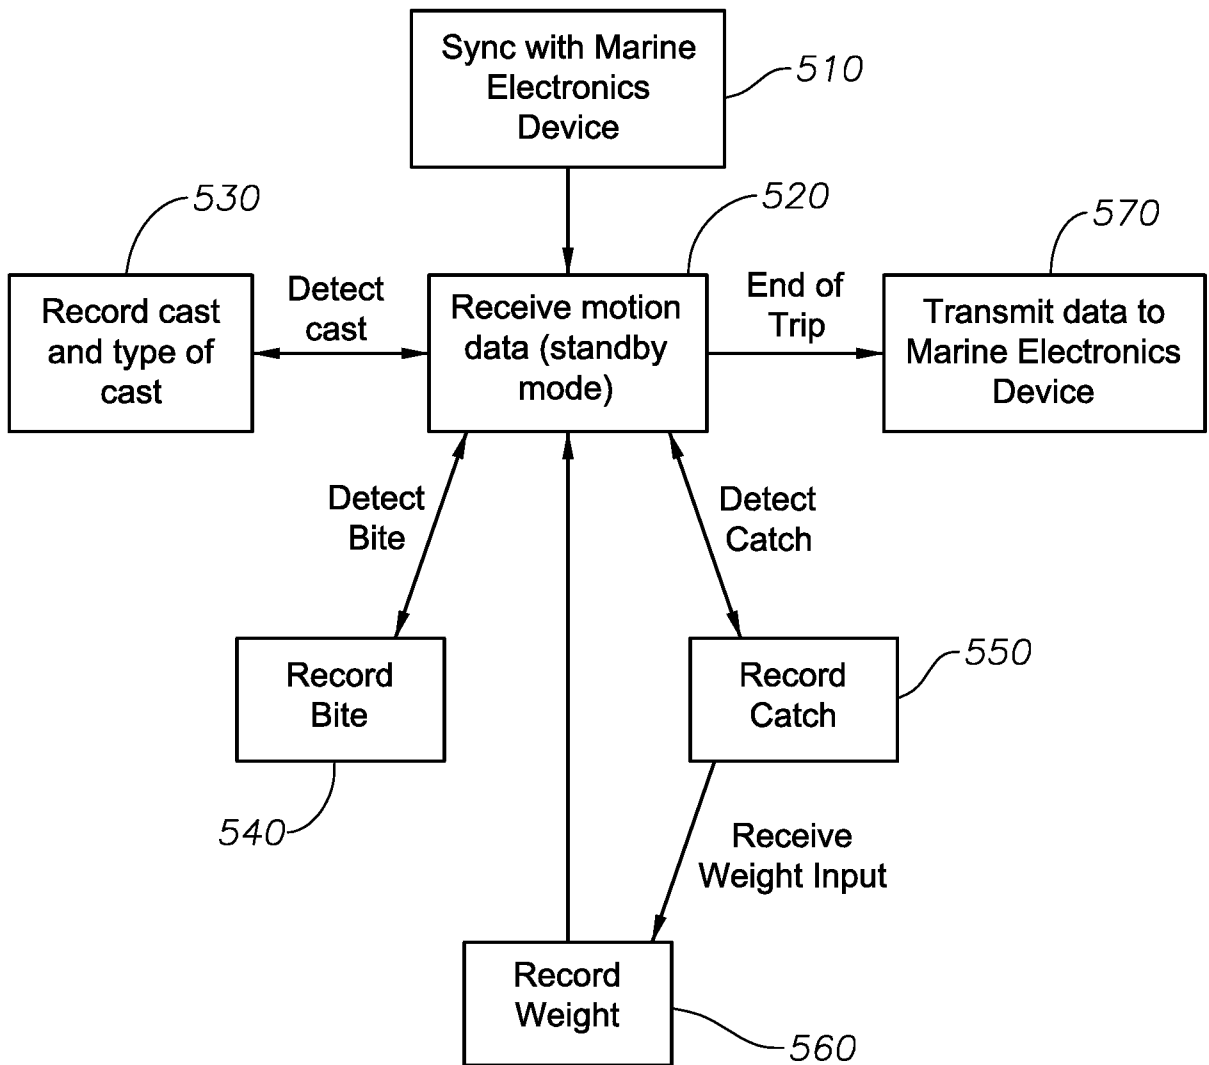 Sync with Marine
Electronics
Device
510
530
520
570
Record cast
and type of
cast
Detect
cast
Receive motion
data (standby
mode)
End of
Trip
Transmit data to
Marine Electronics
Device
Detect
Bite
Detect
Catch
Record
Bite
540
Record
Catch
550
Receive
Weight Input
Record
Weight
560